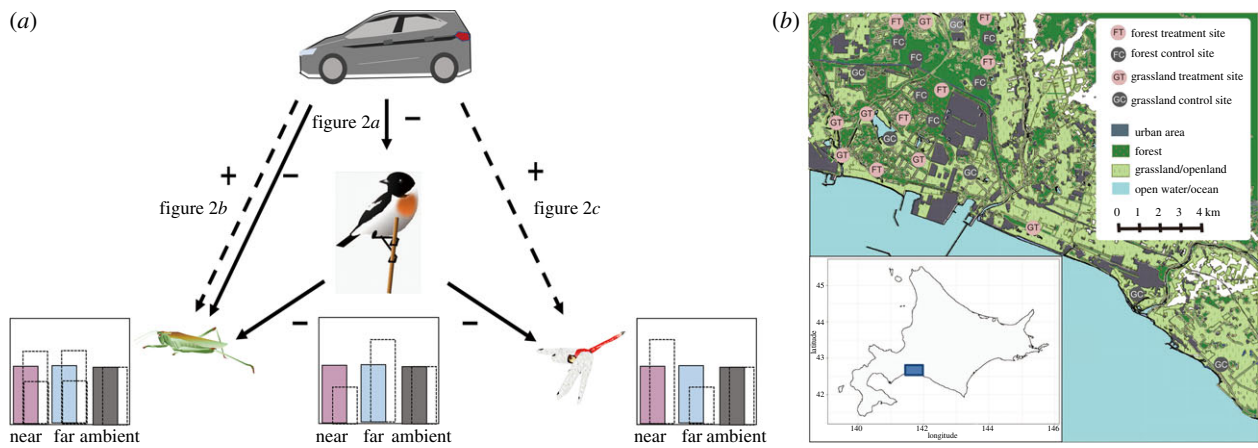 (a)
figure 2a
−
+
−
figure 2b
+
figure 2c
−
−
near far ambient
near far ambient
near far ambient
(b)
FT GT GC FT
FC FC
FC FT
GC FC
FT FC
GT FT FC GT
GC
GT GT
FT GC
GT
GC
GC
FT forest treatment site
FC forest control site
GT grassland treatment site
GC grassland control site
urban area
forest
grassland/openland
open water/ocean
0 1 2 3 4 km
latitude
45
44
43
42
140 142 144 146
longitude